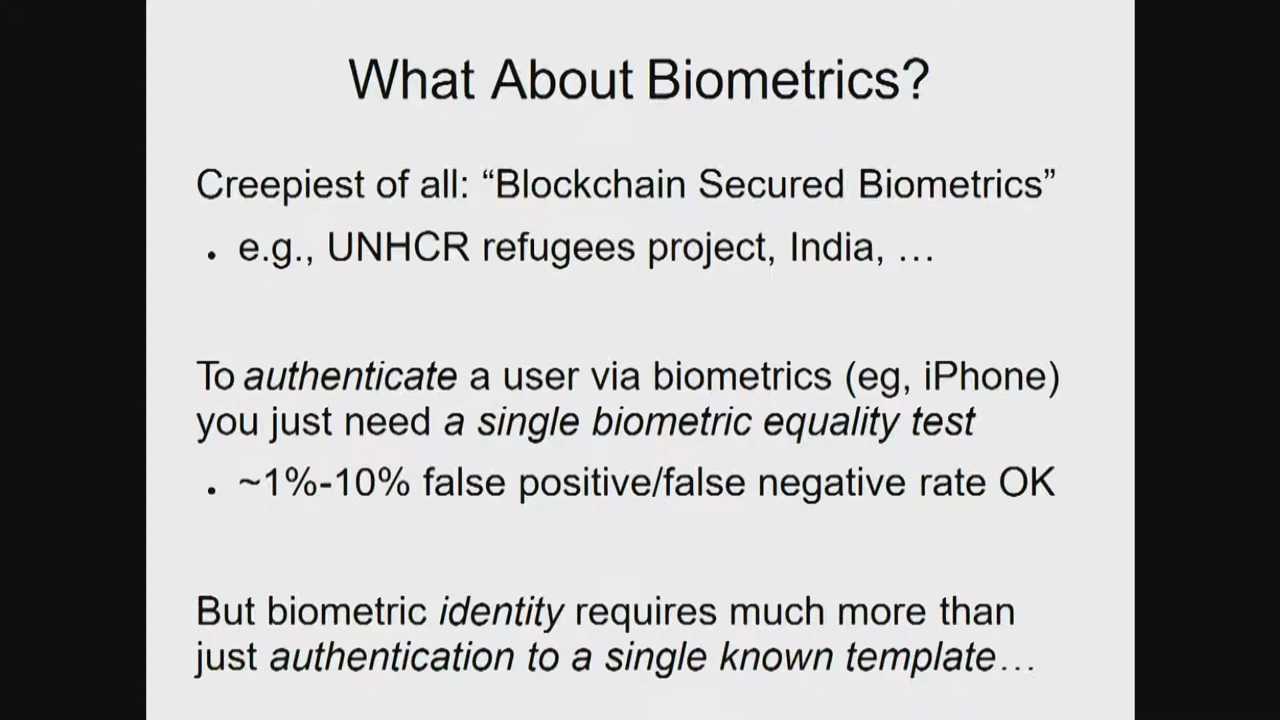 What About Biometrics?
Creepiest of all: “Blockchain Secured Biometrics”
• e.g., UNHCR refugees project, India, …
To authenticate a user via biometrics (eg, iPhone)
you just need a single biometric equality test
• ~1%-10% false positive/false negative rate OK
But biometric identity requires much more than
just authentication to a single known template…